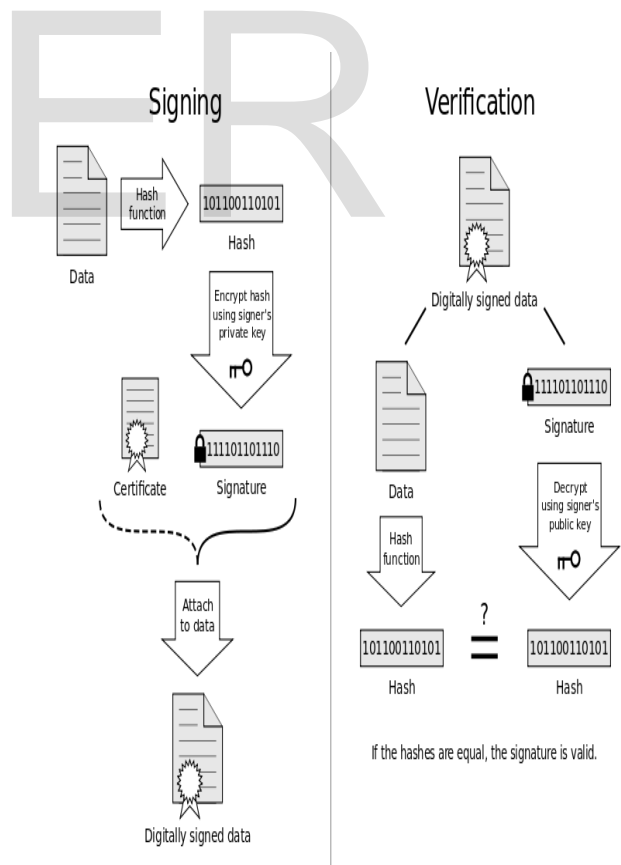 ER
Signing
Hash
function
101100110101
Data
Hash
Encrypt hash
using signer's
private key
111101101110
Certificate
Signature
Attach
to data
Digitally signed data
Verification
Digitally signed data
111101101110
Signature
Data
Decrypt
using signer's
public key
Hash
function
?
101100110101
=
101100110101
Hash
Hash
If the hashes are equal, the signature is valid.